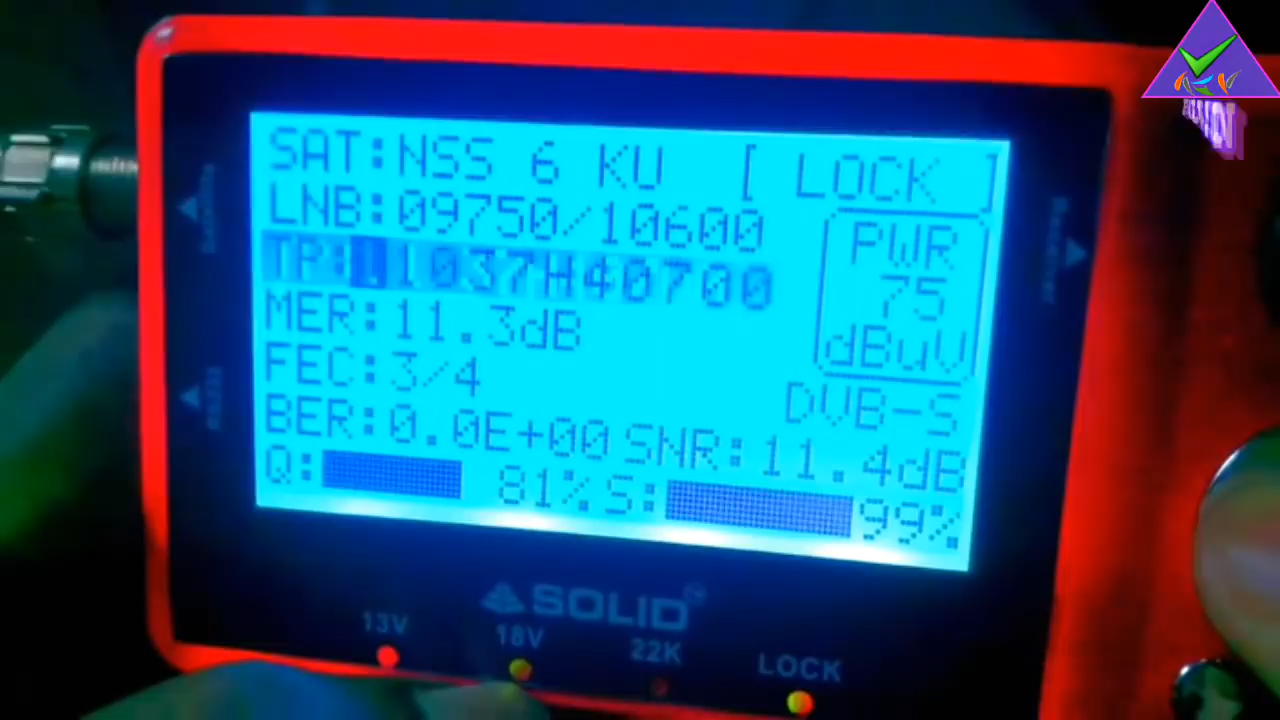 SAT:NSS 6 KU [ LOCK ]
LNB:09750/10600
TP:11037H40700
PWR
75
dBuV
MER:11.3dB
FEC:3/4
DVB-S
BER:0.0E+00 SNR:11.4dB
Q: 81% S: 99%
SOLID
13V
18V
22K
LOCK